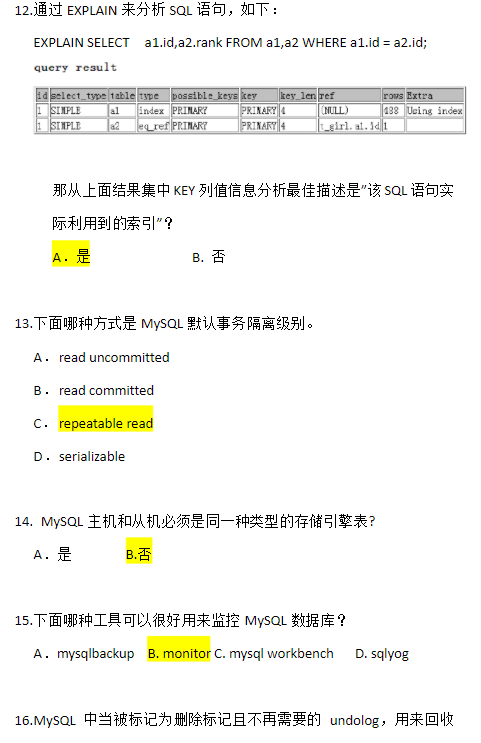 12.通过 EXPLAIN 来分析 SQL 语句，如下：
EXPLAIN SELECT a1.id,a2.rank FROM a1,a2 WHERE a1.id = a2.id;
query result
id select_type table type possible_keys key key_len ref rows Extra
1 SIMPLE a1 index PRIMARY PRIMARY 4 (NULL) 488 Using index
1 SIMPLE a2 eq_ref PRIMARY PRIMARY 4 t_girl.a1.id 1
那从上面结果集中 KEY 列值信息分析最佳描述是"该 SQL 语句实
际利用到的索引"？
A．是 B. 否
13.下面哪种方式是 MySQL 默认事务隔离级别。
A．read uncommitted
B．read committed
C．repeatable read
D．serializable
14. MySQL 主机和从机必须是同一种类型的存储引擎表?
A．是 B.否
15.下面哪种工具可以很好用来监控 MySQL 数据库？
A．mysqlbackup B. monitor C. mysql workbench D. sqlyog
16.MySQL 中当被标记为删除标记且不再需要的 undolog，用来回收